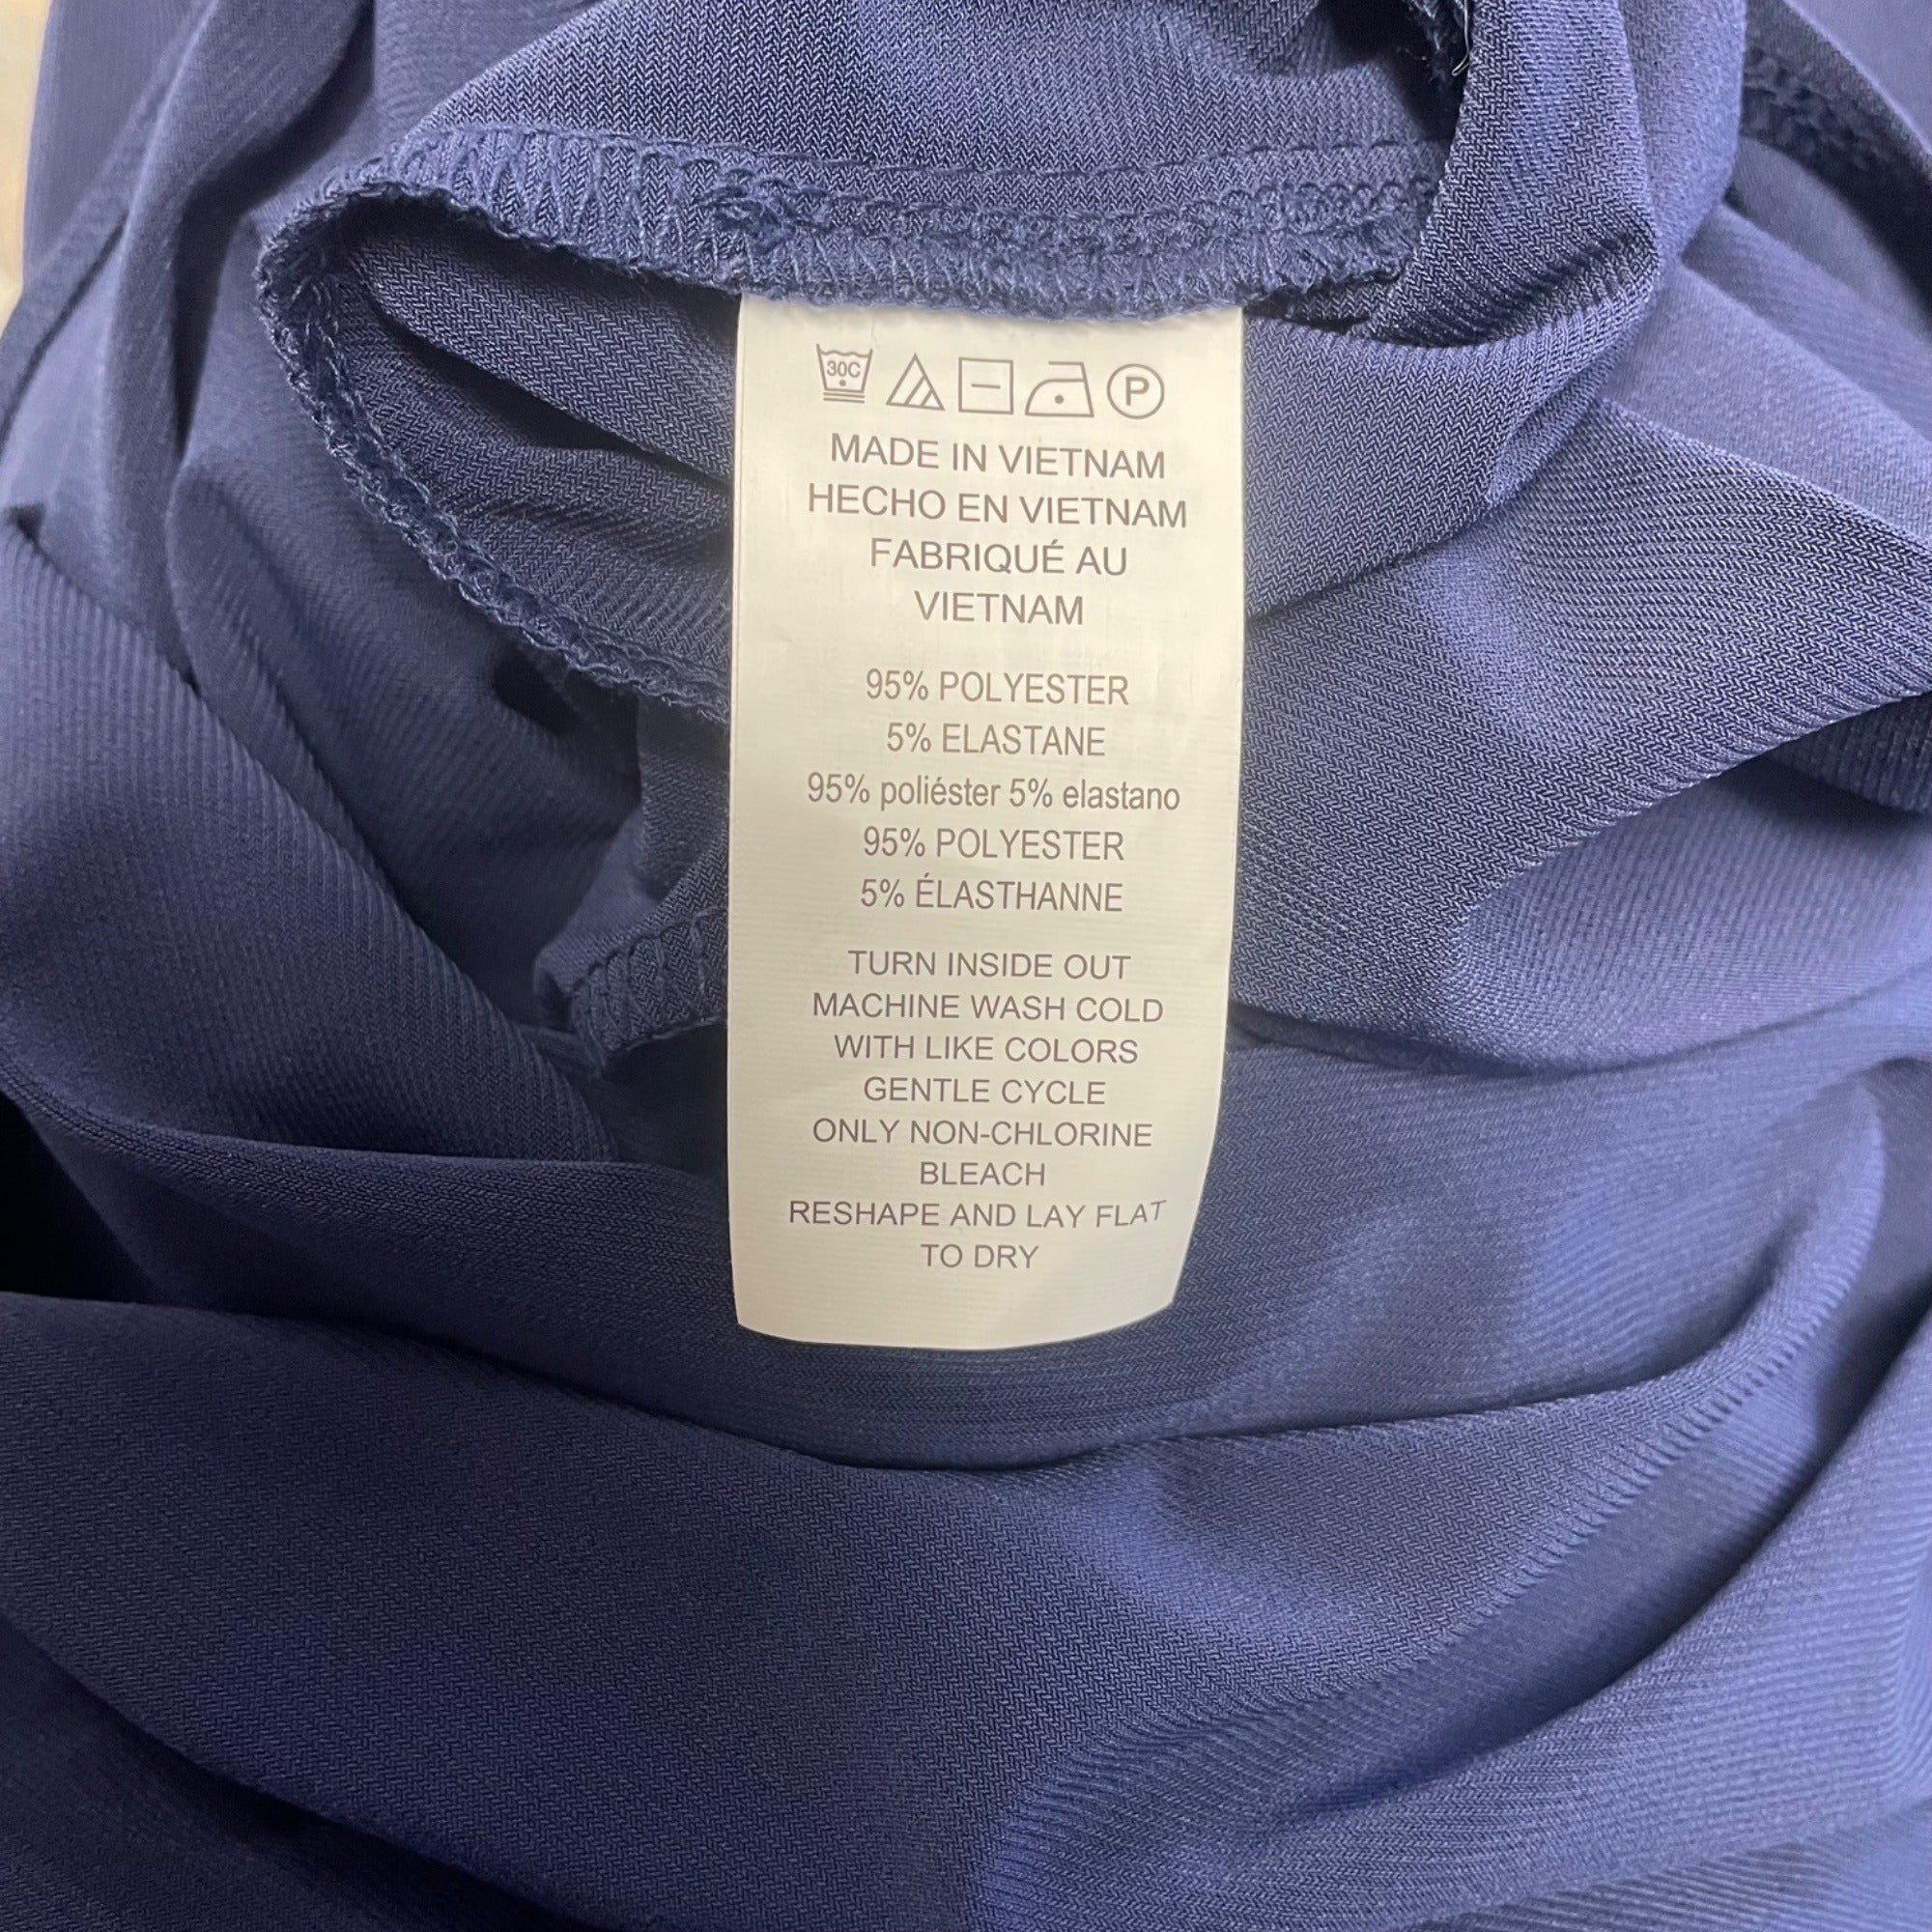 30C P
MADE IN VIETNAM
HECHO EN VIETNAM
FABRIQUÉ AU
VIETNAM
95% POLYESTER
5% ELASTANE
95% poliéster 5% elastano
95% POLYESTER
5% ÉLASTHANNE
TURN INSIDE OUT
MACHINE WASH COLD
WITH LIKE COLORS
GENTLE CYCLE
ONLY NON-CHLORINE
BLEACH
RESHAPE AND LAY FLAT
TO DRY